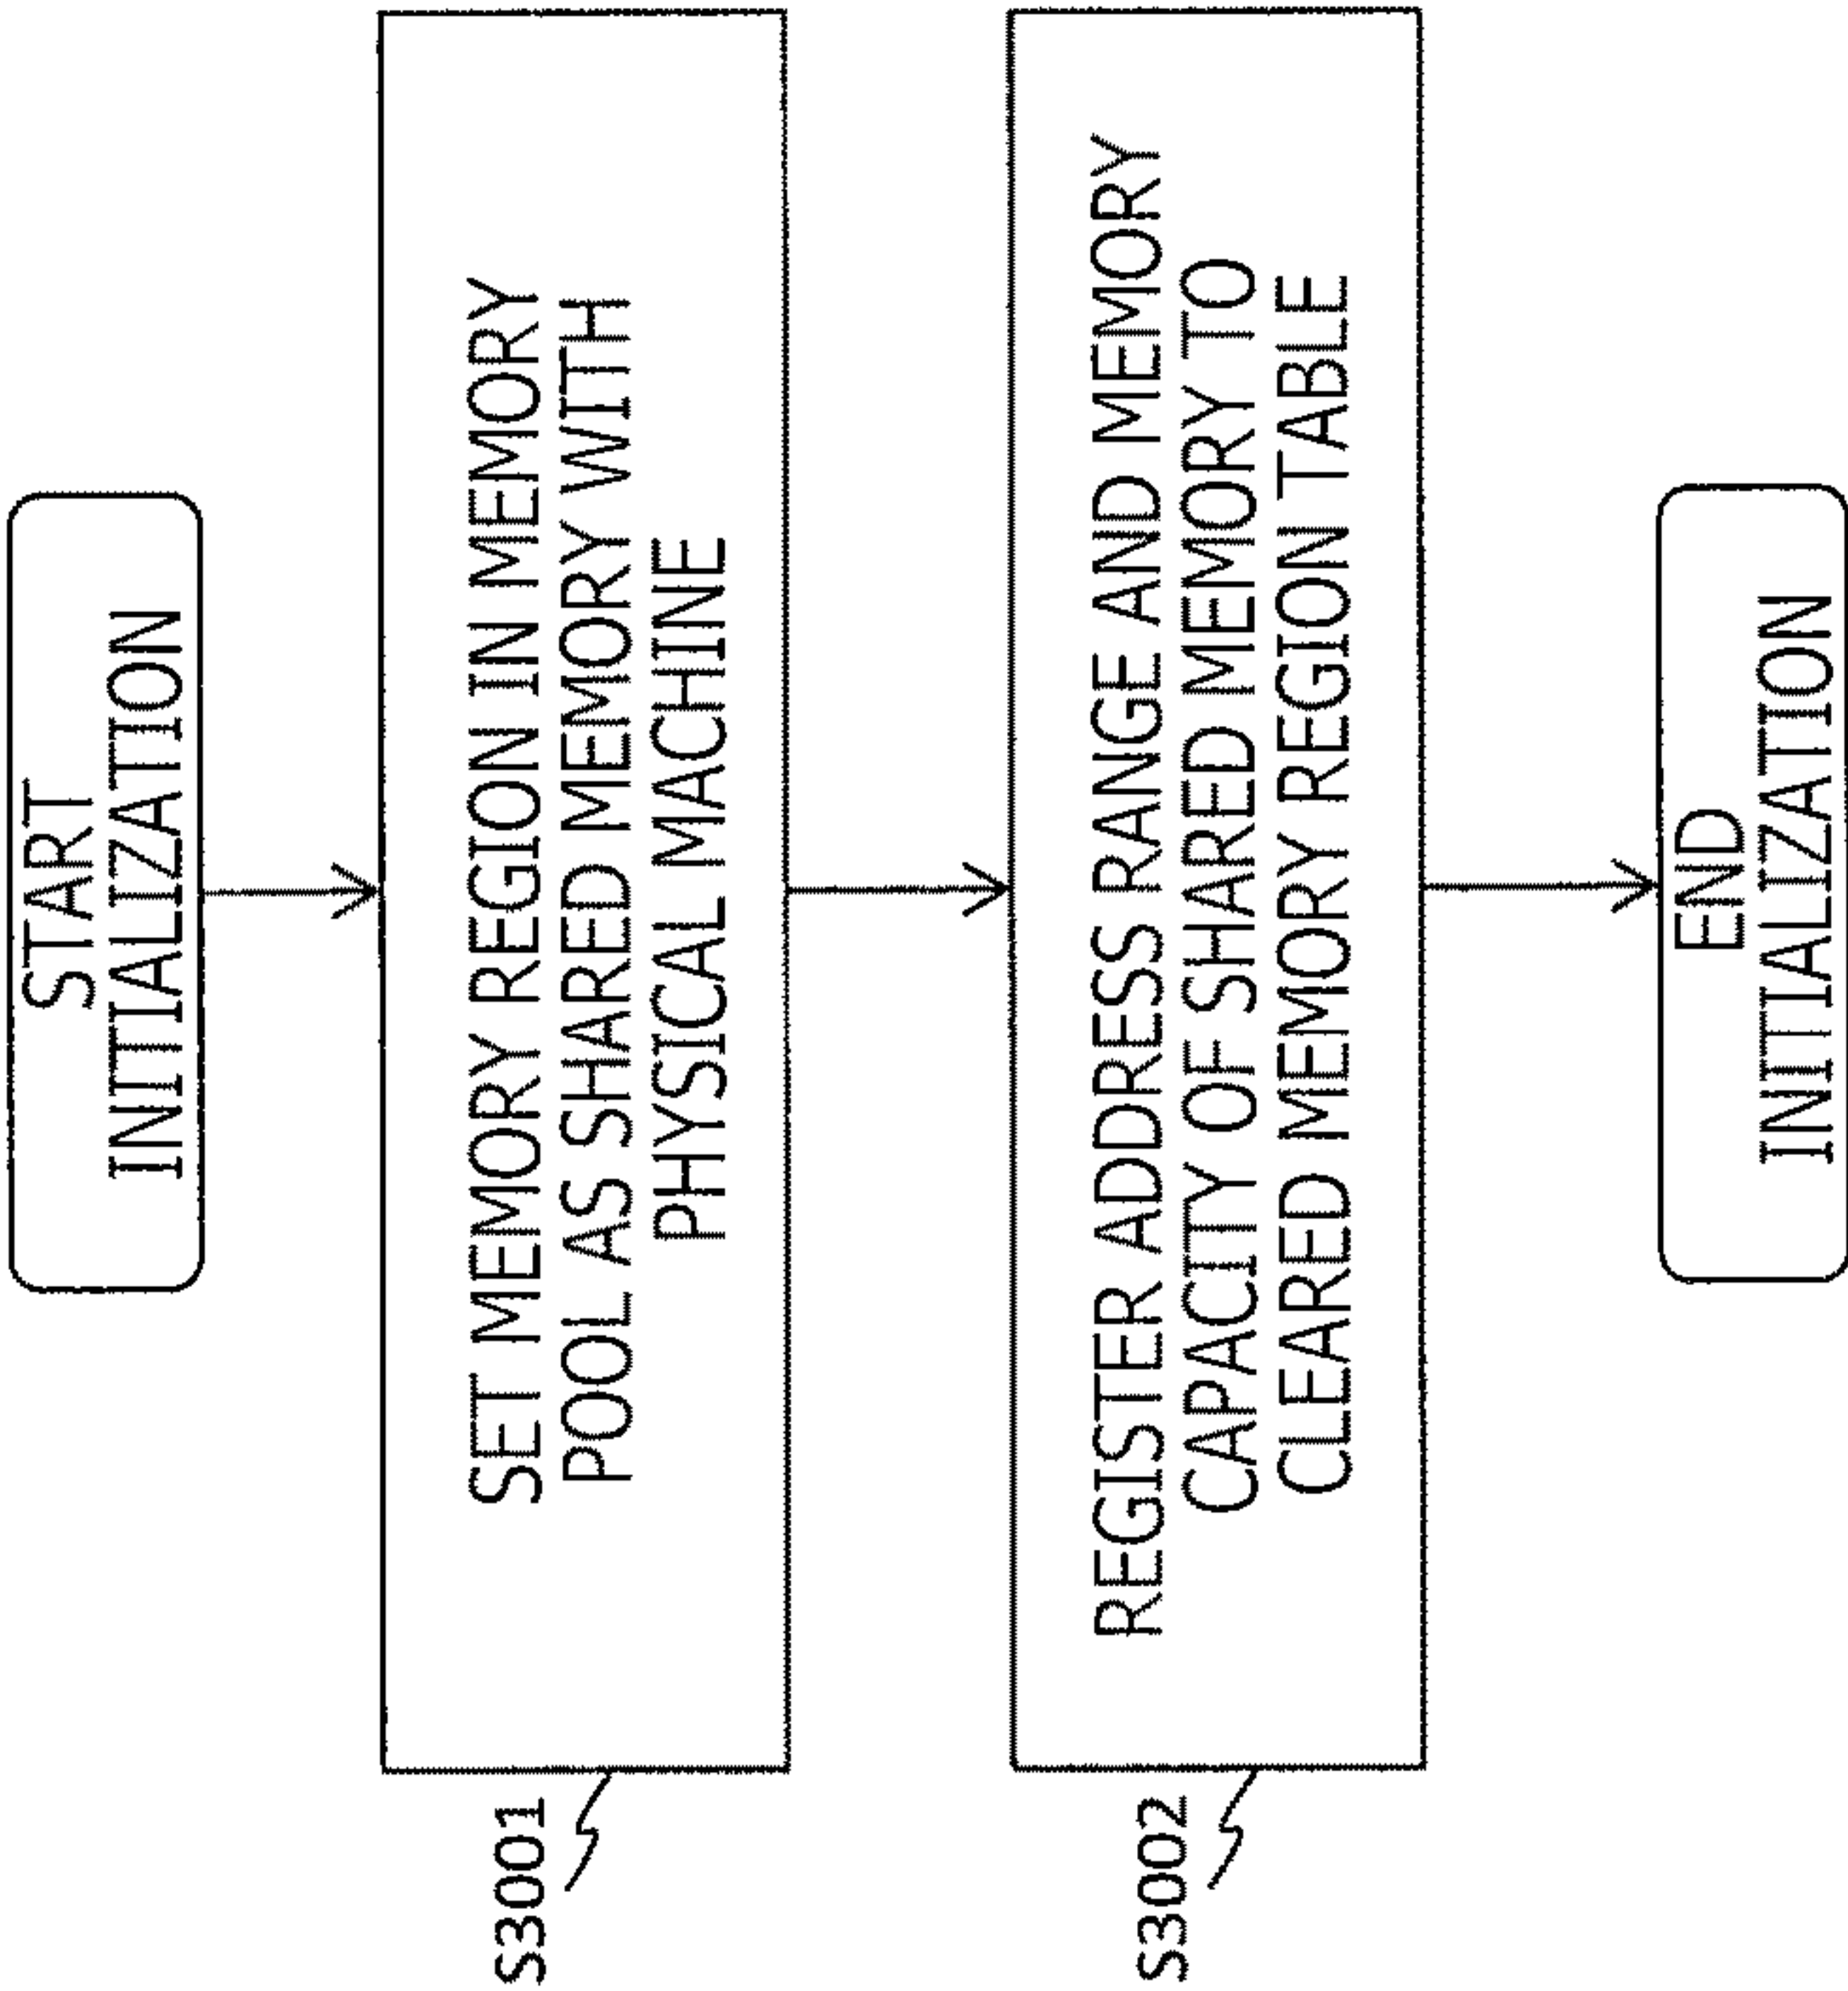 START
INITIALIZATION
S3001
SET MEMORY REGION IN MEMORY
POOL AS SHARED MEMORY WITH
PHYSICAL MACHINE
S3002
REGISTER ADDRESS RANGE AND MEMORY
CAPACITY OF SHARED MEMORY TO
CLEARED MEMORY REGION TABLE
END
INITIALIZATION